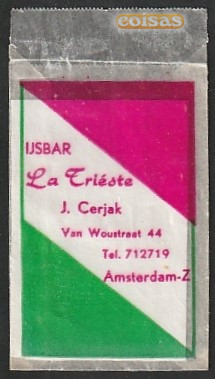 coisas
IJSBAR
La Triéste
J. Cerjak
Van Woustraat 44
Tel. 712719
Amsterdam-Z